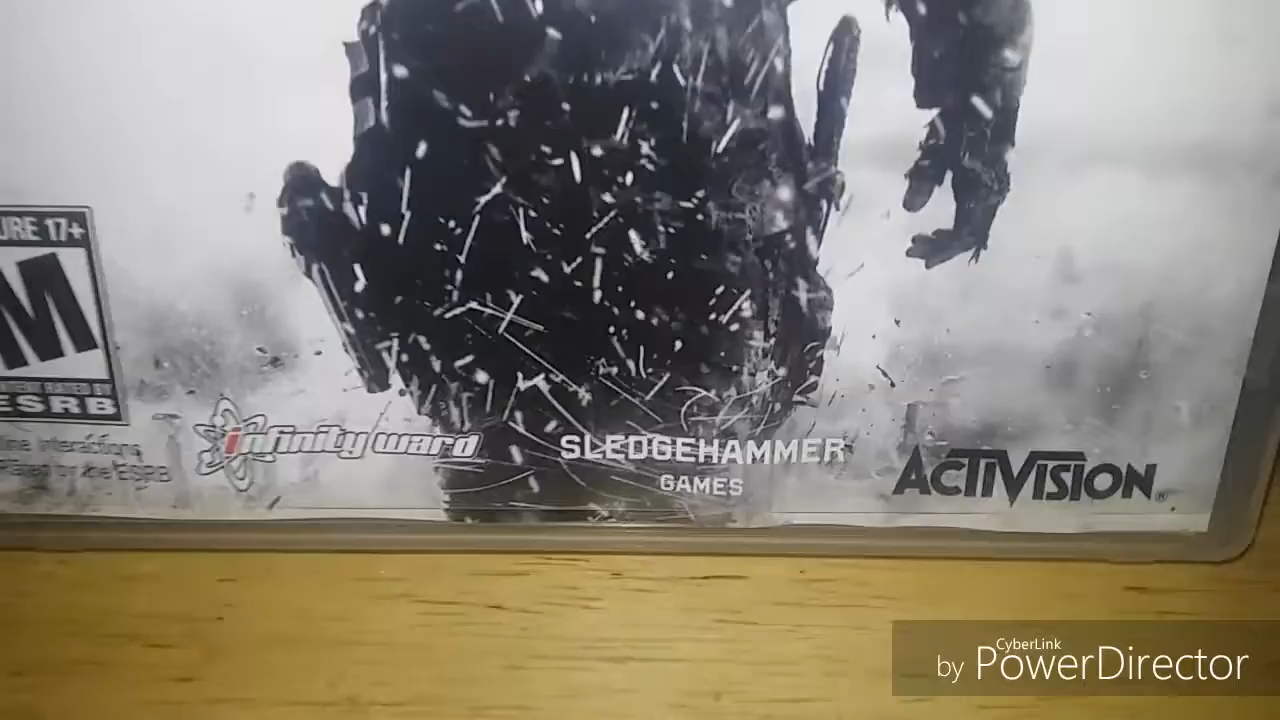 URE 17+
M
ESRB
infinity ward
SLEDGEHAMMER
GAMES
ACTIVISION®
CyberLink
by PowerDirector